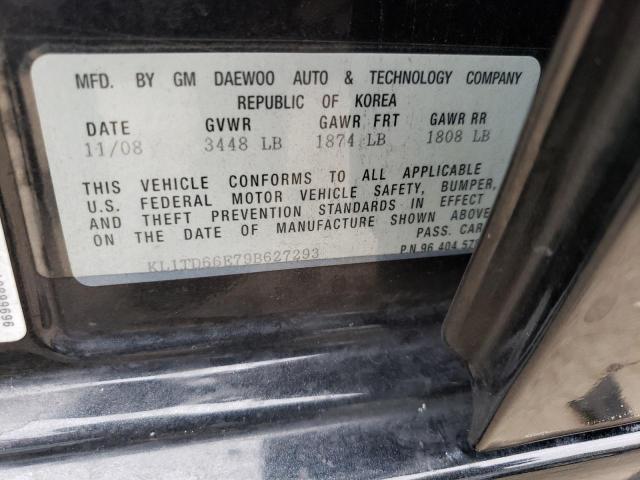 MFD. BY GM DAEWOO AUTO & TECHNOLOGY COMPANY
REPUBLIC OF KOREA
DATE GVWR GAWR FRT GAWR RR
11/08 3448 LB 1874 LB 1808 LB
THIS VEHICLE CONFORMS TO ALL APPLICABLE
U.S. FEDERAL MOTOR VEHICLE SAFETY, BUMPER,
AND THEFT PREVENTION STANDARDS IN EFFECT
ON THE DATE OF MANUFACTURE SHOWN ABOVE
PASS. CAR
KL1TD66E79B627293 P.N 96 404